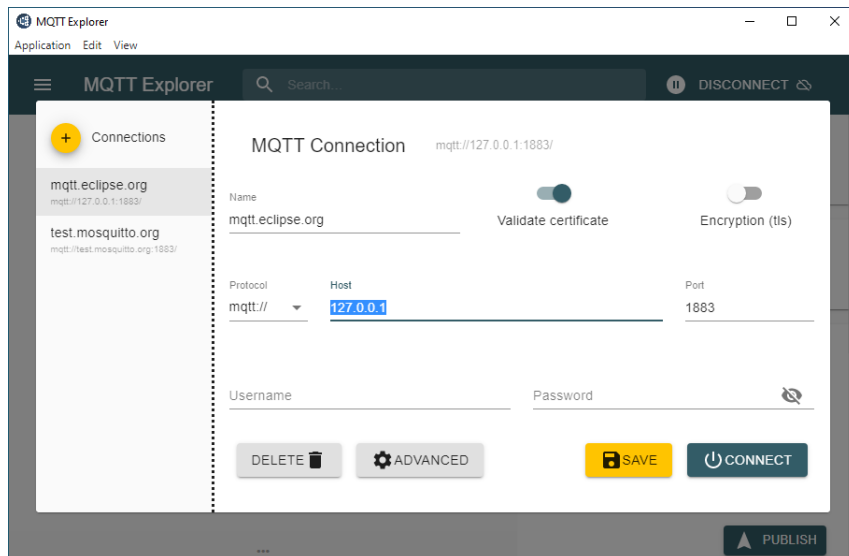 MQTT Explorer
Application Edit View
MQTT Explorer
Search...
DISCONNECT
Connections
mqtt.eclipse.org
mqtt://127.0.0.1:1883/
test.mosquitto.org
mqtt://test.mosquitto.org:1883/
MQTT Connection mqtt://127.0.0.1:1883/
Name
mqtt.eclipse.org
Validate certificate
Encryption (tls)
Protocol Host Port
mqtt:// 127.0.0.1 1883
Username Password
DELETE ADVANCED SAVE CONNECT
PUBLISH